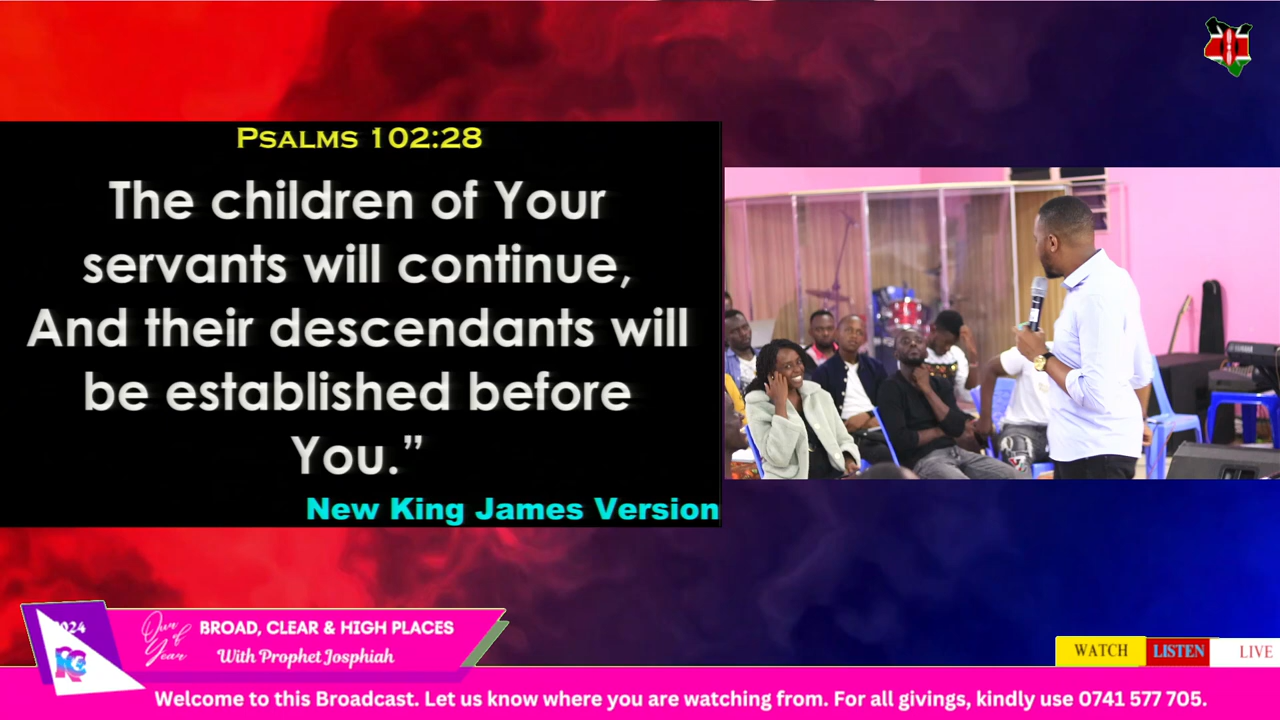 PSALMS 102:28
The children of Your
servants will continue,
And their descendants will
be established before
You.”
New King James Version
2024
Our Year of
BROAD, CLEAR & HIGH PLACES
With Prophet Josphiah
WATCH LISTEN LIVE
Welcome to this Broadcast. Let us know where you are watching from. For all givings, kindly use 0741 577 705.